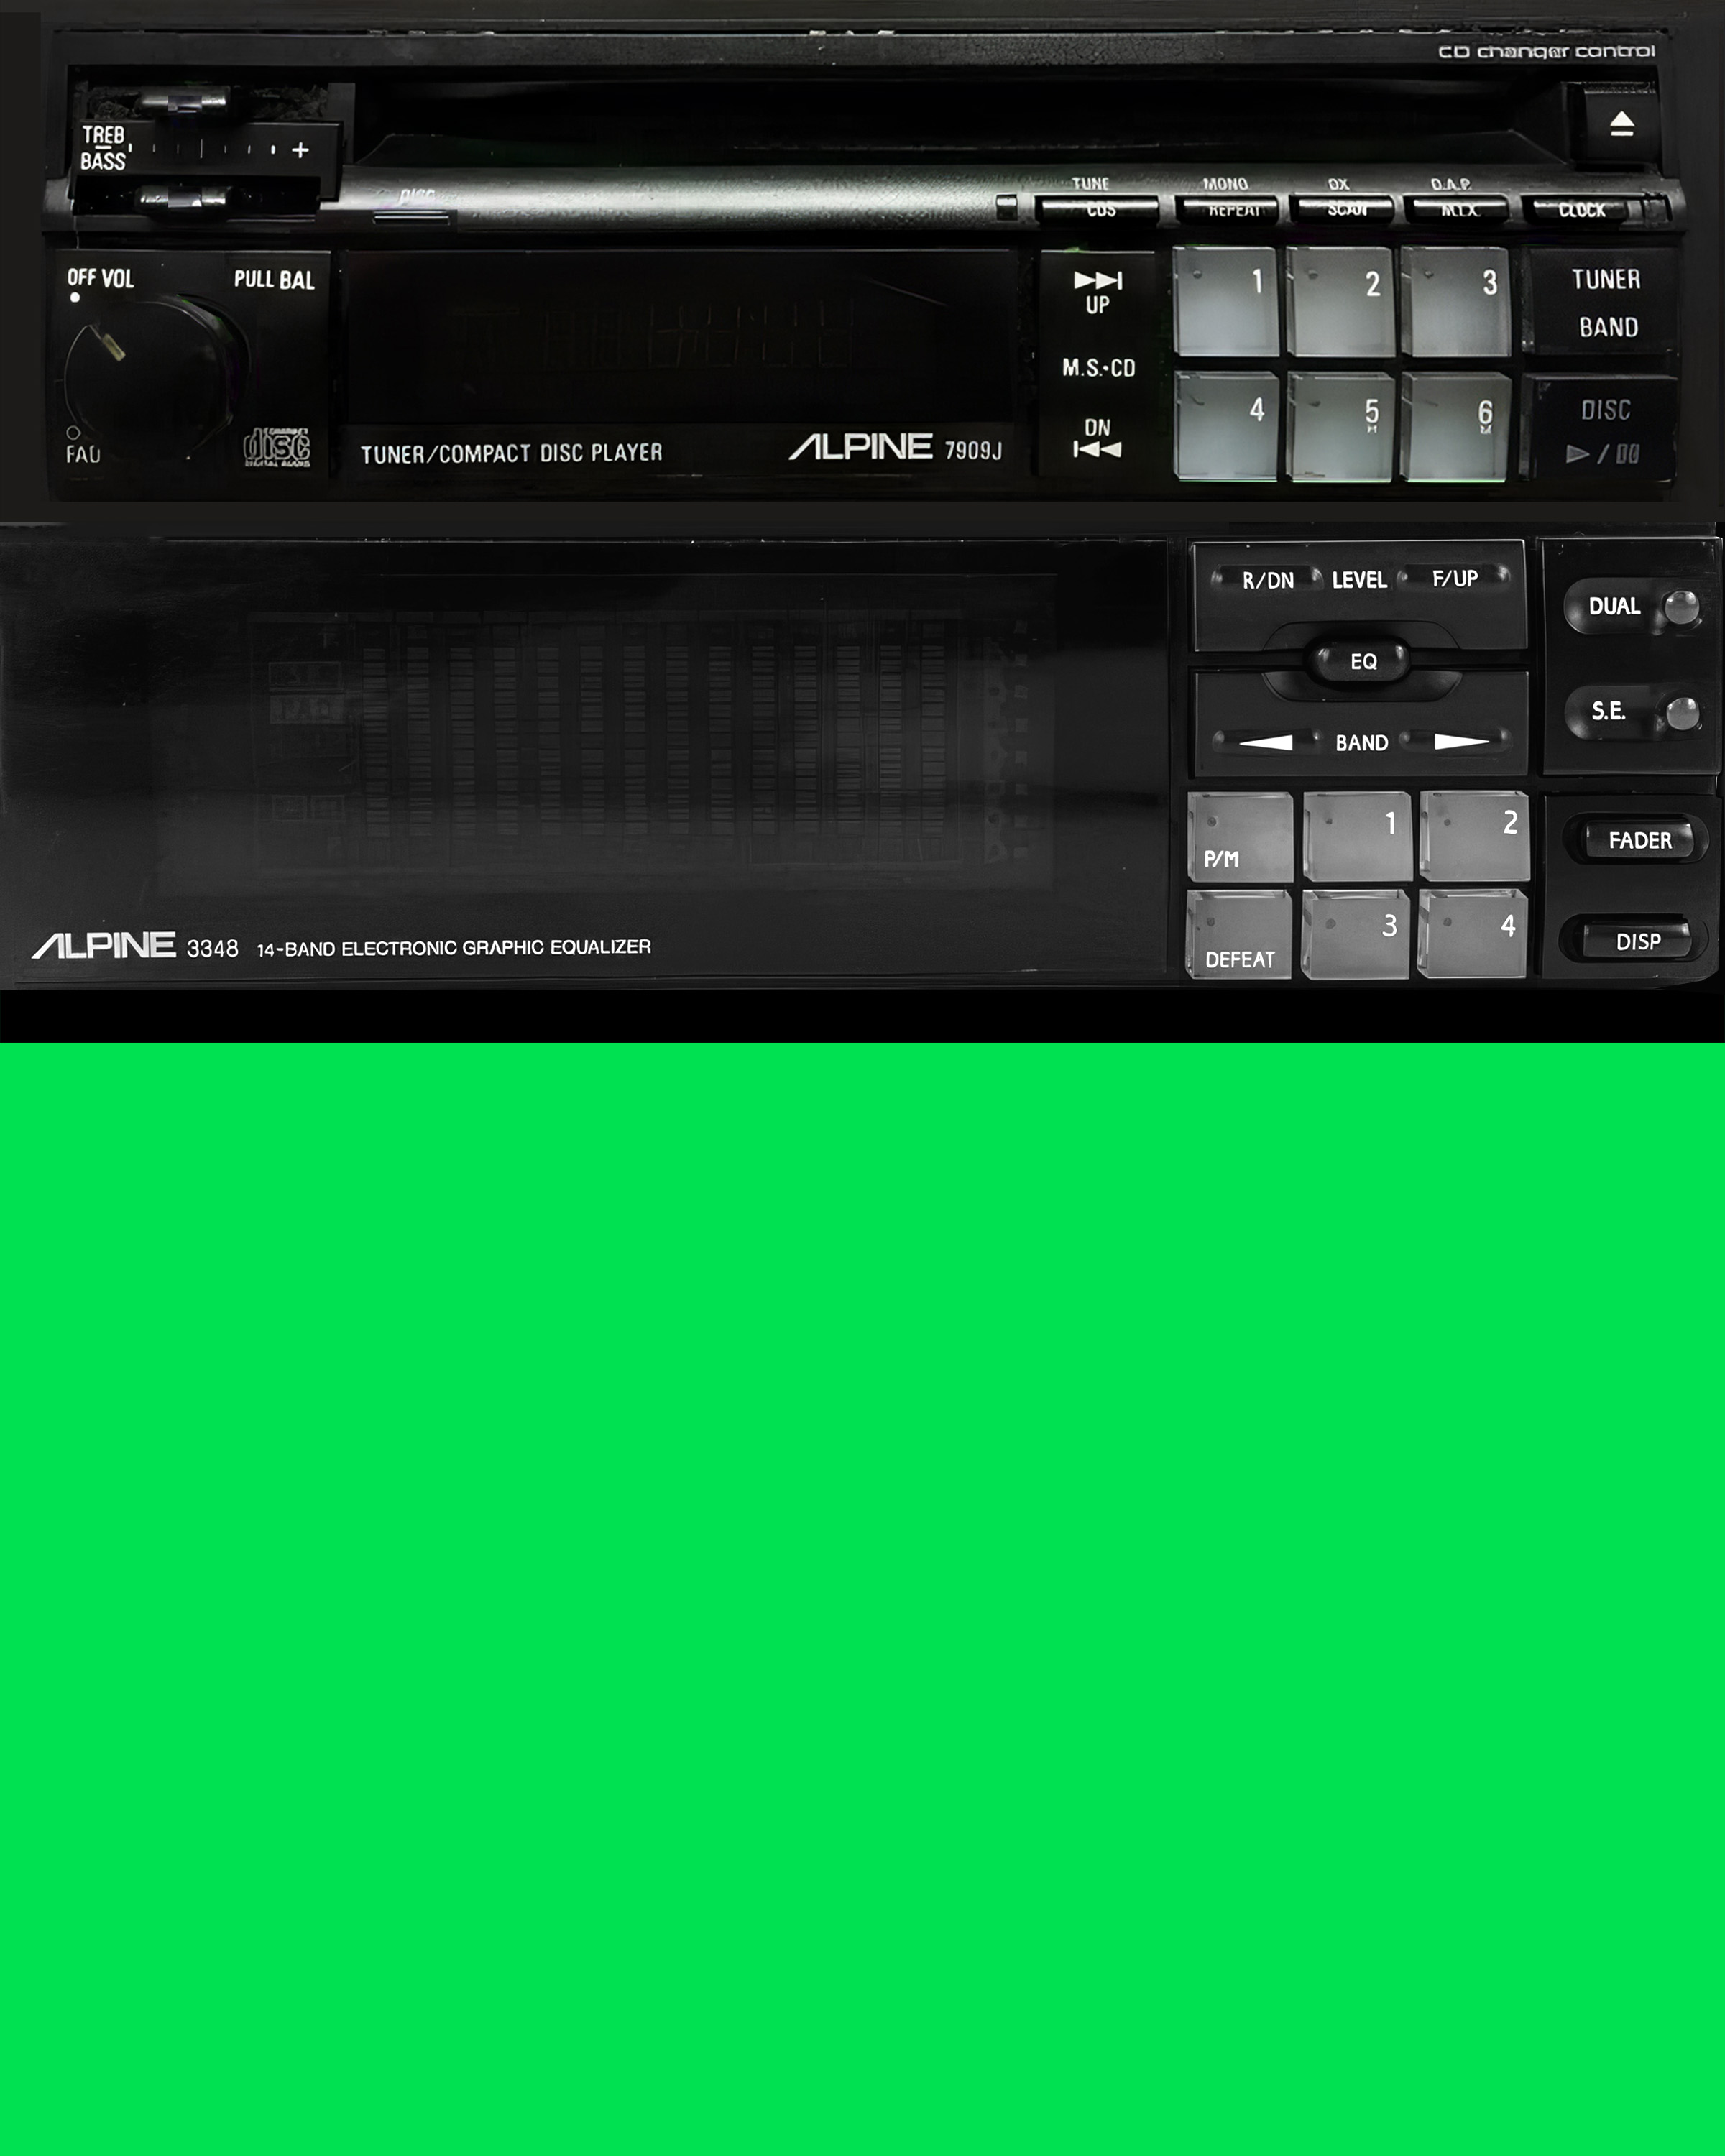 CD changer control
TREB
BASS
+
TUNE MONO DX D.A.P.
CDS REPEAT SCAN M.I.X. CLOCK
OFF VOL PULL BAL
UP
M.S.•CD
DN
1 2 3
4 5 6
TUNER
BAND
DISC
FAD
disc
TUNER/COMPACT DISC PLAYER ALPINE 7909J
R/DN LEVEL F/UP
EQ
BAND
DUAL
S.E.
P/M 1 2
DEFEAT 3 4
FADER
DISP
ALPINE 3348 14-BAND ELECTRONIC GRAPHIC EQUALIZER